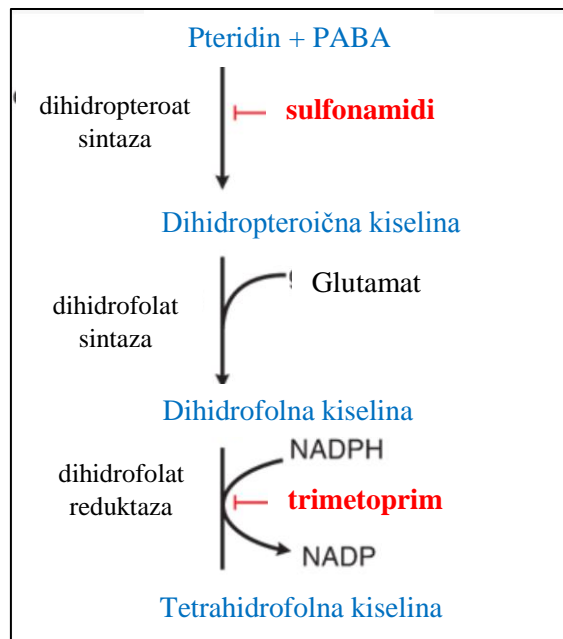 Pteridin + PABA
dihidropteroat
sintaza
sulfonamidi
Dihidropteroična kiselina
Glutamat
dihidrofolat
sintaza
Dihidrofolna kiselina
NADPH
dihidrofolat
reduktaza
trimetoprim
NADP
Tetrahidrofolna kiselina